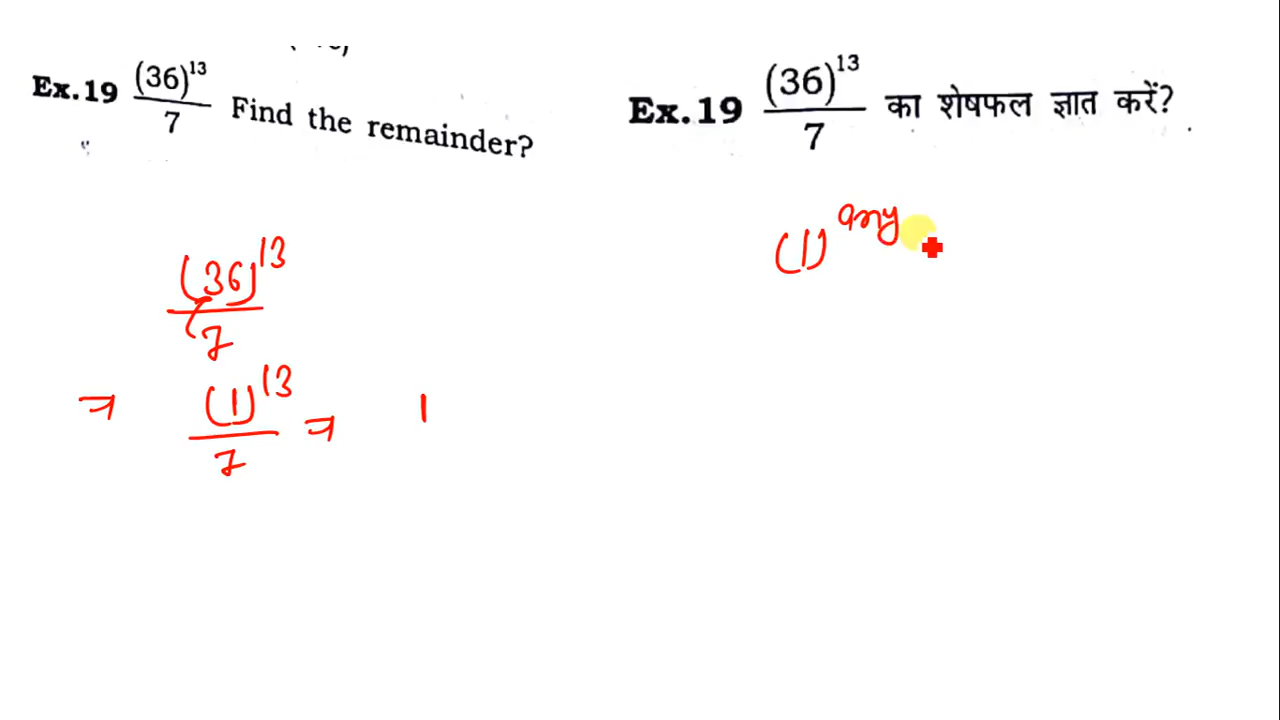 Ex.19 (36)^13 / 7 Find the remainder?
Ex.19 (36)^13 / 7 का शेषफल ज्ञात करें?
(1)^any
(36)^13
7
⇒ (1)^13 / 7 ⇒ 1